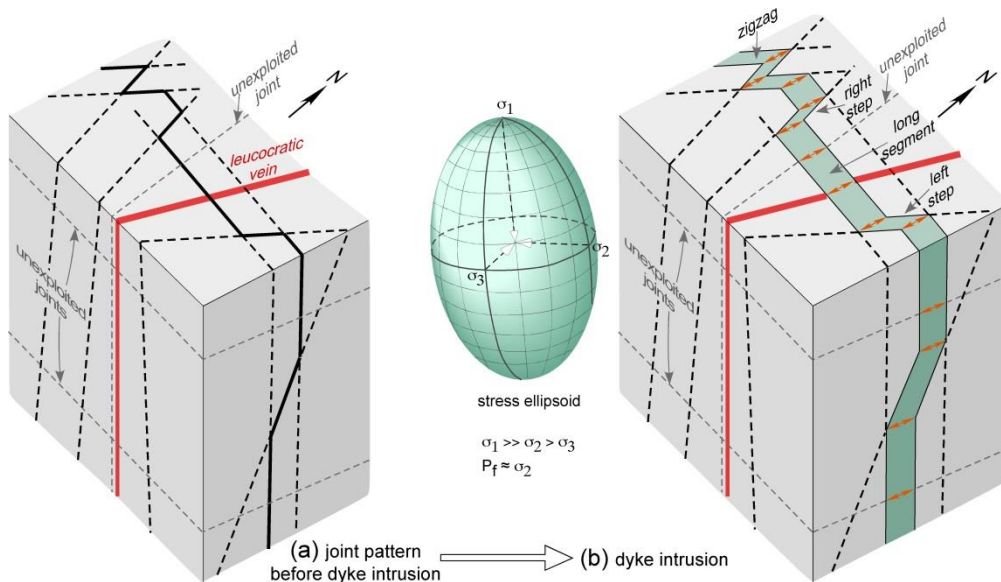 unexploited
joint
N
leucocratic
vein
unexploited
joints
σ1
σ2
σ3
stress ellipsoid
σ1 >> σ2 > σ3
Pf ≈ σ2
zigzag
unexploited
joint
N
right
step
long
segment
left
step
unexploited
joints
(a) joint pattern
before dyke intrusion
(b) dyke intrusion